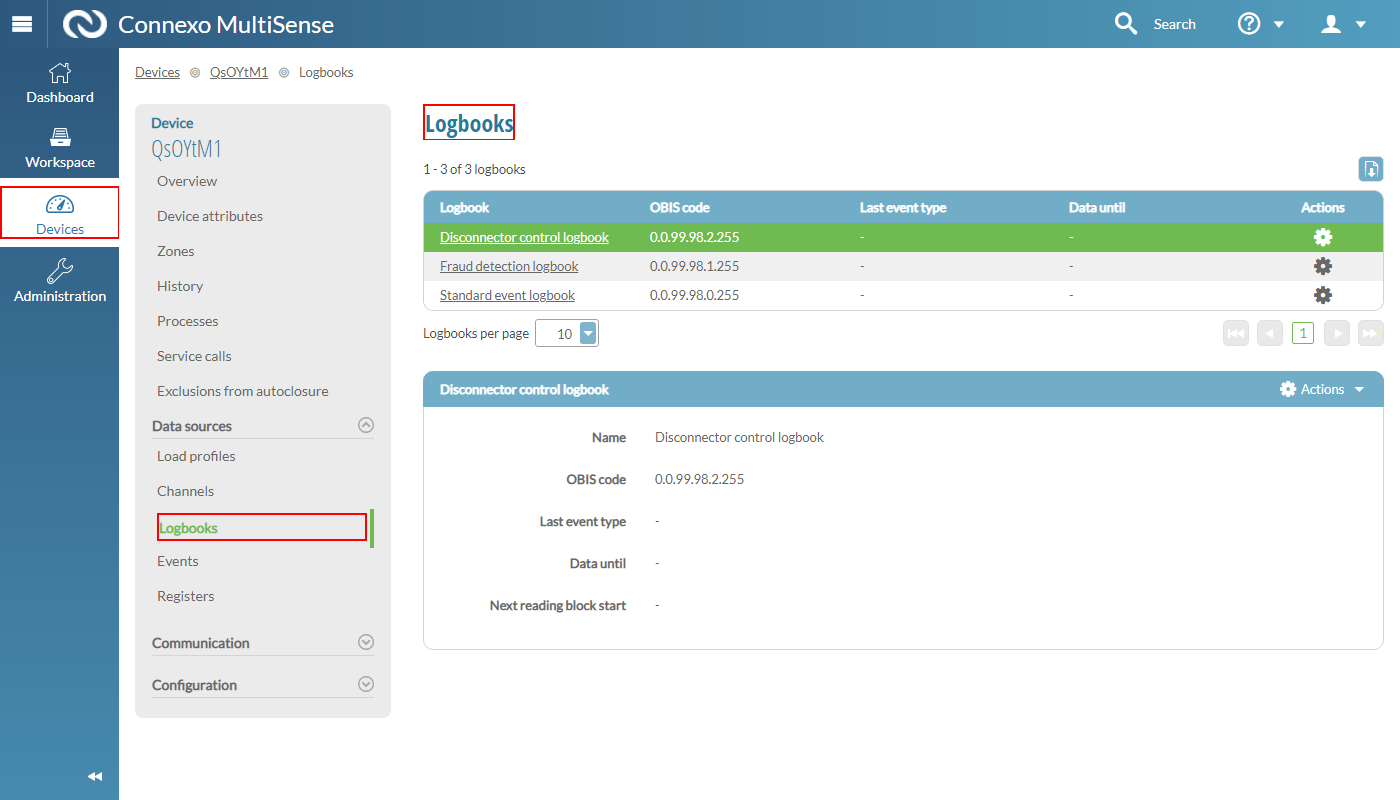 Connexo MultiSense
Search
Dashboard
Workspace
Devices
Administration
Devices QsOYtM1 Logbooks
Device
QsOYtM1
Overview
Device attributes
Zones
History
Processes
Service calls
Exclusions from autoclosure
Data sources
Load profiles
Channels
Logbooks
Events
Registers
Communication
Configuration
Logbooks
1 - 3 of 3 logbooks
Logbook OBIS code Last event type Data until Actions
Disconnector control logbook 0.0.99.98.2.255 - -
Fraud detection logbook 0.0.99.98.1.255 - -
Standard event logbook 0.0.99.98.0.255 - -
Logbooks per page 10 1
Disconnector control logbook Actions
Name Disconnector control logbook
OBIS code 0.0.99.98.2.255
Last event type -
Data until -
Next reading block start -